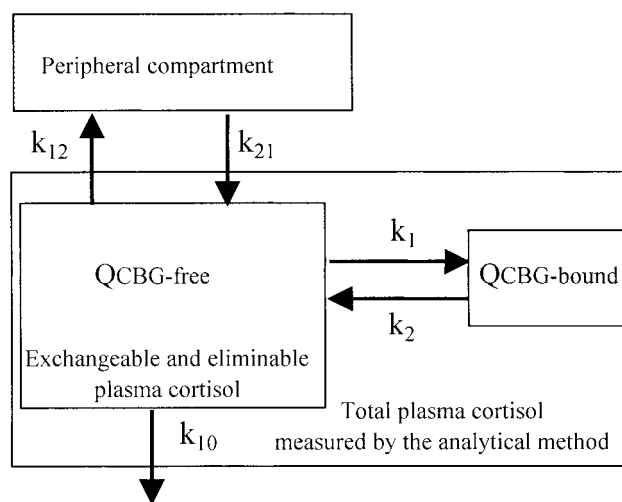 Peripheral compartment
k12
k21
QCBG-free
k1
QCBG-bound
k2
Exchangeable and eliminable
plasma cortisol
Total plasma cortisol
measured by the analytical method
k10